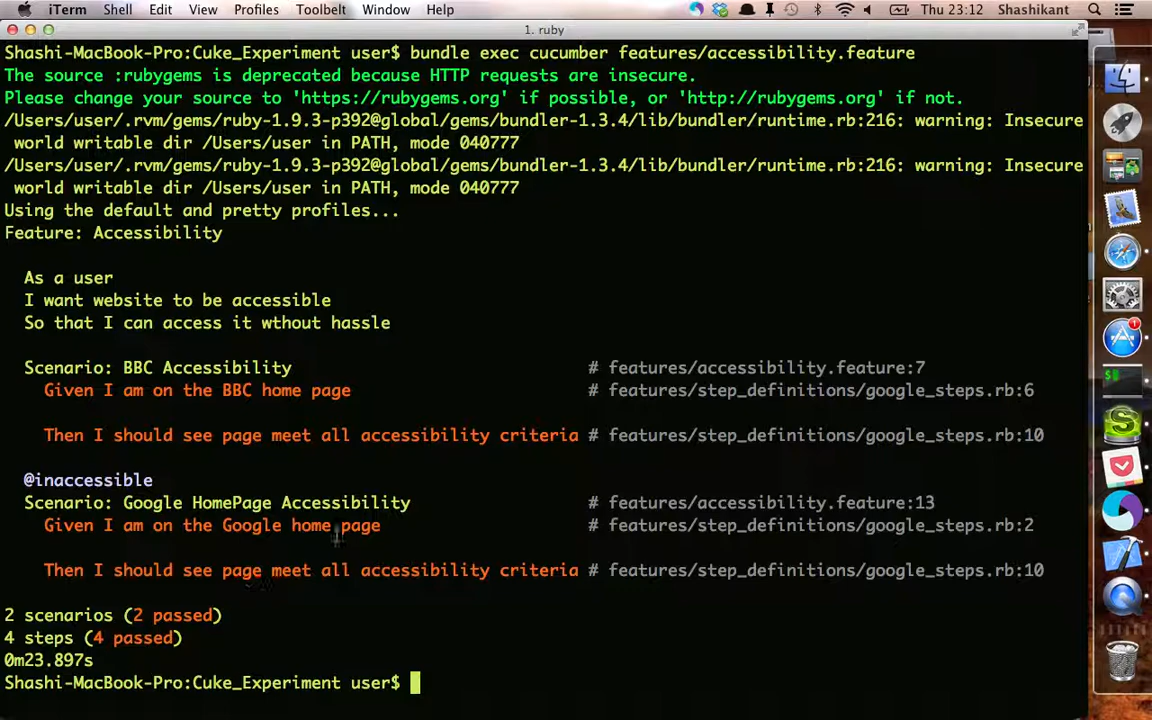 iTerm Shell Edit View Profiles Toolbelt Window Help Thu 23:12 Shashikant
1. ruby
Shashi-MacBook-Pro:Cuke_Experiment user$ bundle exec cucumber features/accessibility.feature
The source :rubygems is deprecated because HTTP requests are insecure.
Please change your source to 'https://rubygems.org' if possible, or 'http://rubygems.org' if not.
/Users/user/.rvm/gems/ruby-1.9.3-p392@global/gems/bundler-1.3.4/lib/bundler/runtime.rb:216: warning: Insecure
world writable dir /Users/user in PATH, mode 040777
/Users/user/.rvm/gems/ruby-1.9.3-p392@global/gems/bundler-1.3.4/lib/bundler/runtime.rb:216: warning: Insecure
world writable dir /Users/user in PATH, mode 040777
Using the default and pretty profiles...
Feature: Accessibility
As a user
I want website to be accessible
So that I can access it wthout hassle
Scenario: BBC Accessibility # features/accessibility.feature:7
Given I am on the BBC home page # features/step_definitions/google_steps.rb:6
Then I should see page meet all accessibility criteria # features/step_definitions/google_steps.rb:10
@inaccessible
Scenario: Google HomePage Accessibility # features/accessibility.feature:13
Given I am on the Google home page # features/step_definitions/google_steps.rb:2
Then I should see page meet all accessibility criteria # features/step_definitions/google_steps.rb:10
2 scenarios (2 passed)
4 steps (4 passed)
0m23.897s
Shashi-MacBook-Pro:Cuke_Experiment user$